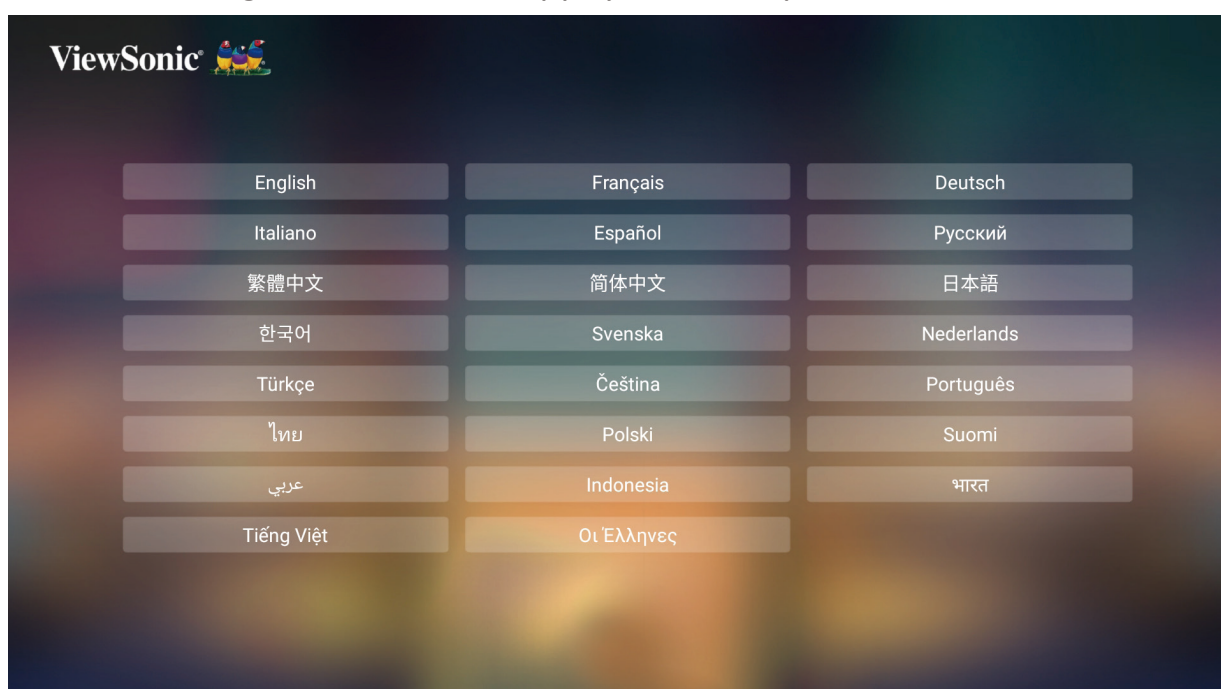 ViewSonic®
English Français Deutsch
Italiano Español Русский
繁體中文 简体中文 日本語
한국어 Svenska Nederlands
Türkçe Čeština Português
ไทย Polski Suomi
عربي Indonesia भारत
Tiếng Việt Οι Έλληνες